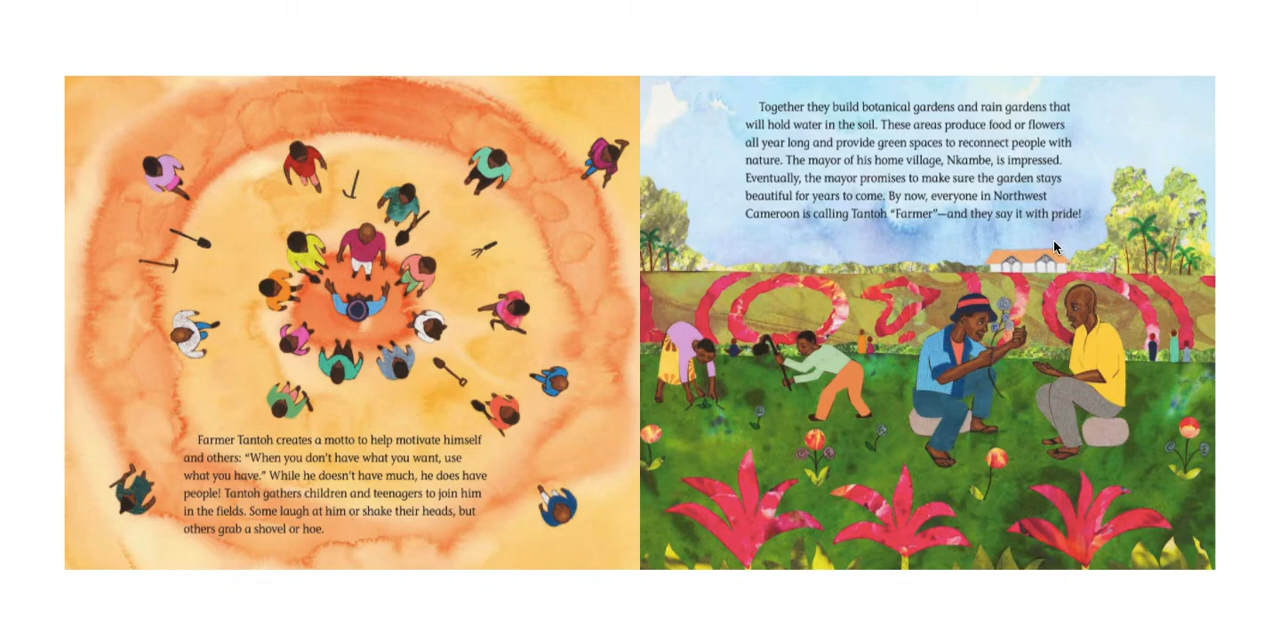 Farmer Tantoh creates a motto to help motivate himself
and others: “When you don’t have what you want, use
what you have.” While he doesn’t have much, he does have
people! Tantoh gathers children and teenagers to join him
in the fields. Some laugh at him or shake their heads, but
others grab a shovel or hoe.
Together they build botanical gardens and rain gardens that
will hold water in the soil. These areas produce food or flowers
all year long and provide green spaces to reconnect people with
nature. The mayor of his home village, Nkambe, is impressed.
Eventually, the mayor promises to make sure the garden stays
beautiful for years to come. By now, everyone in Northwest
Cameroon is calling Tantoh “Farmer”—and they say it with pride!